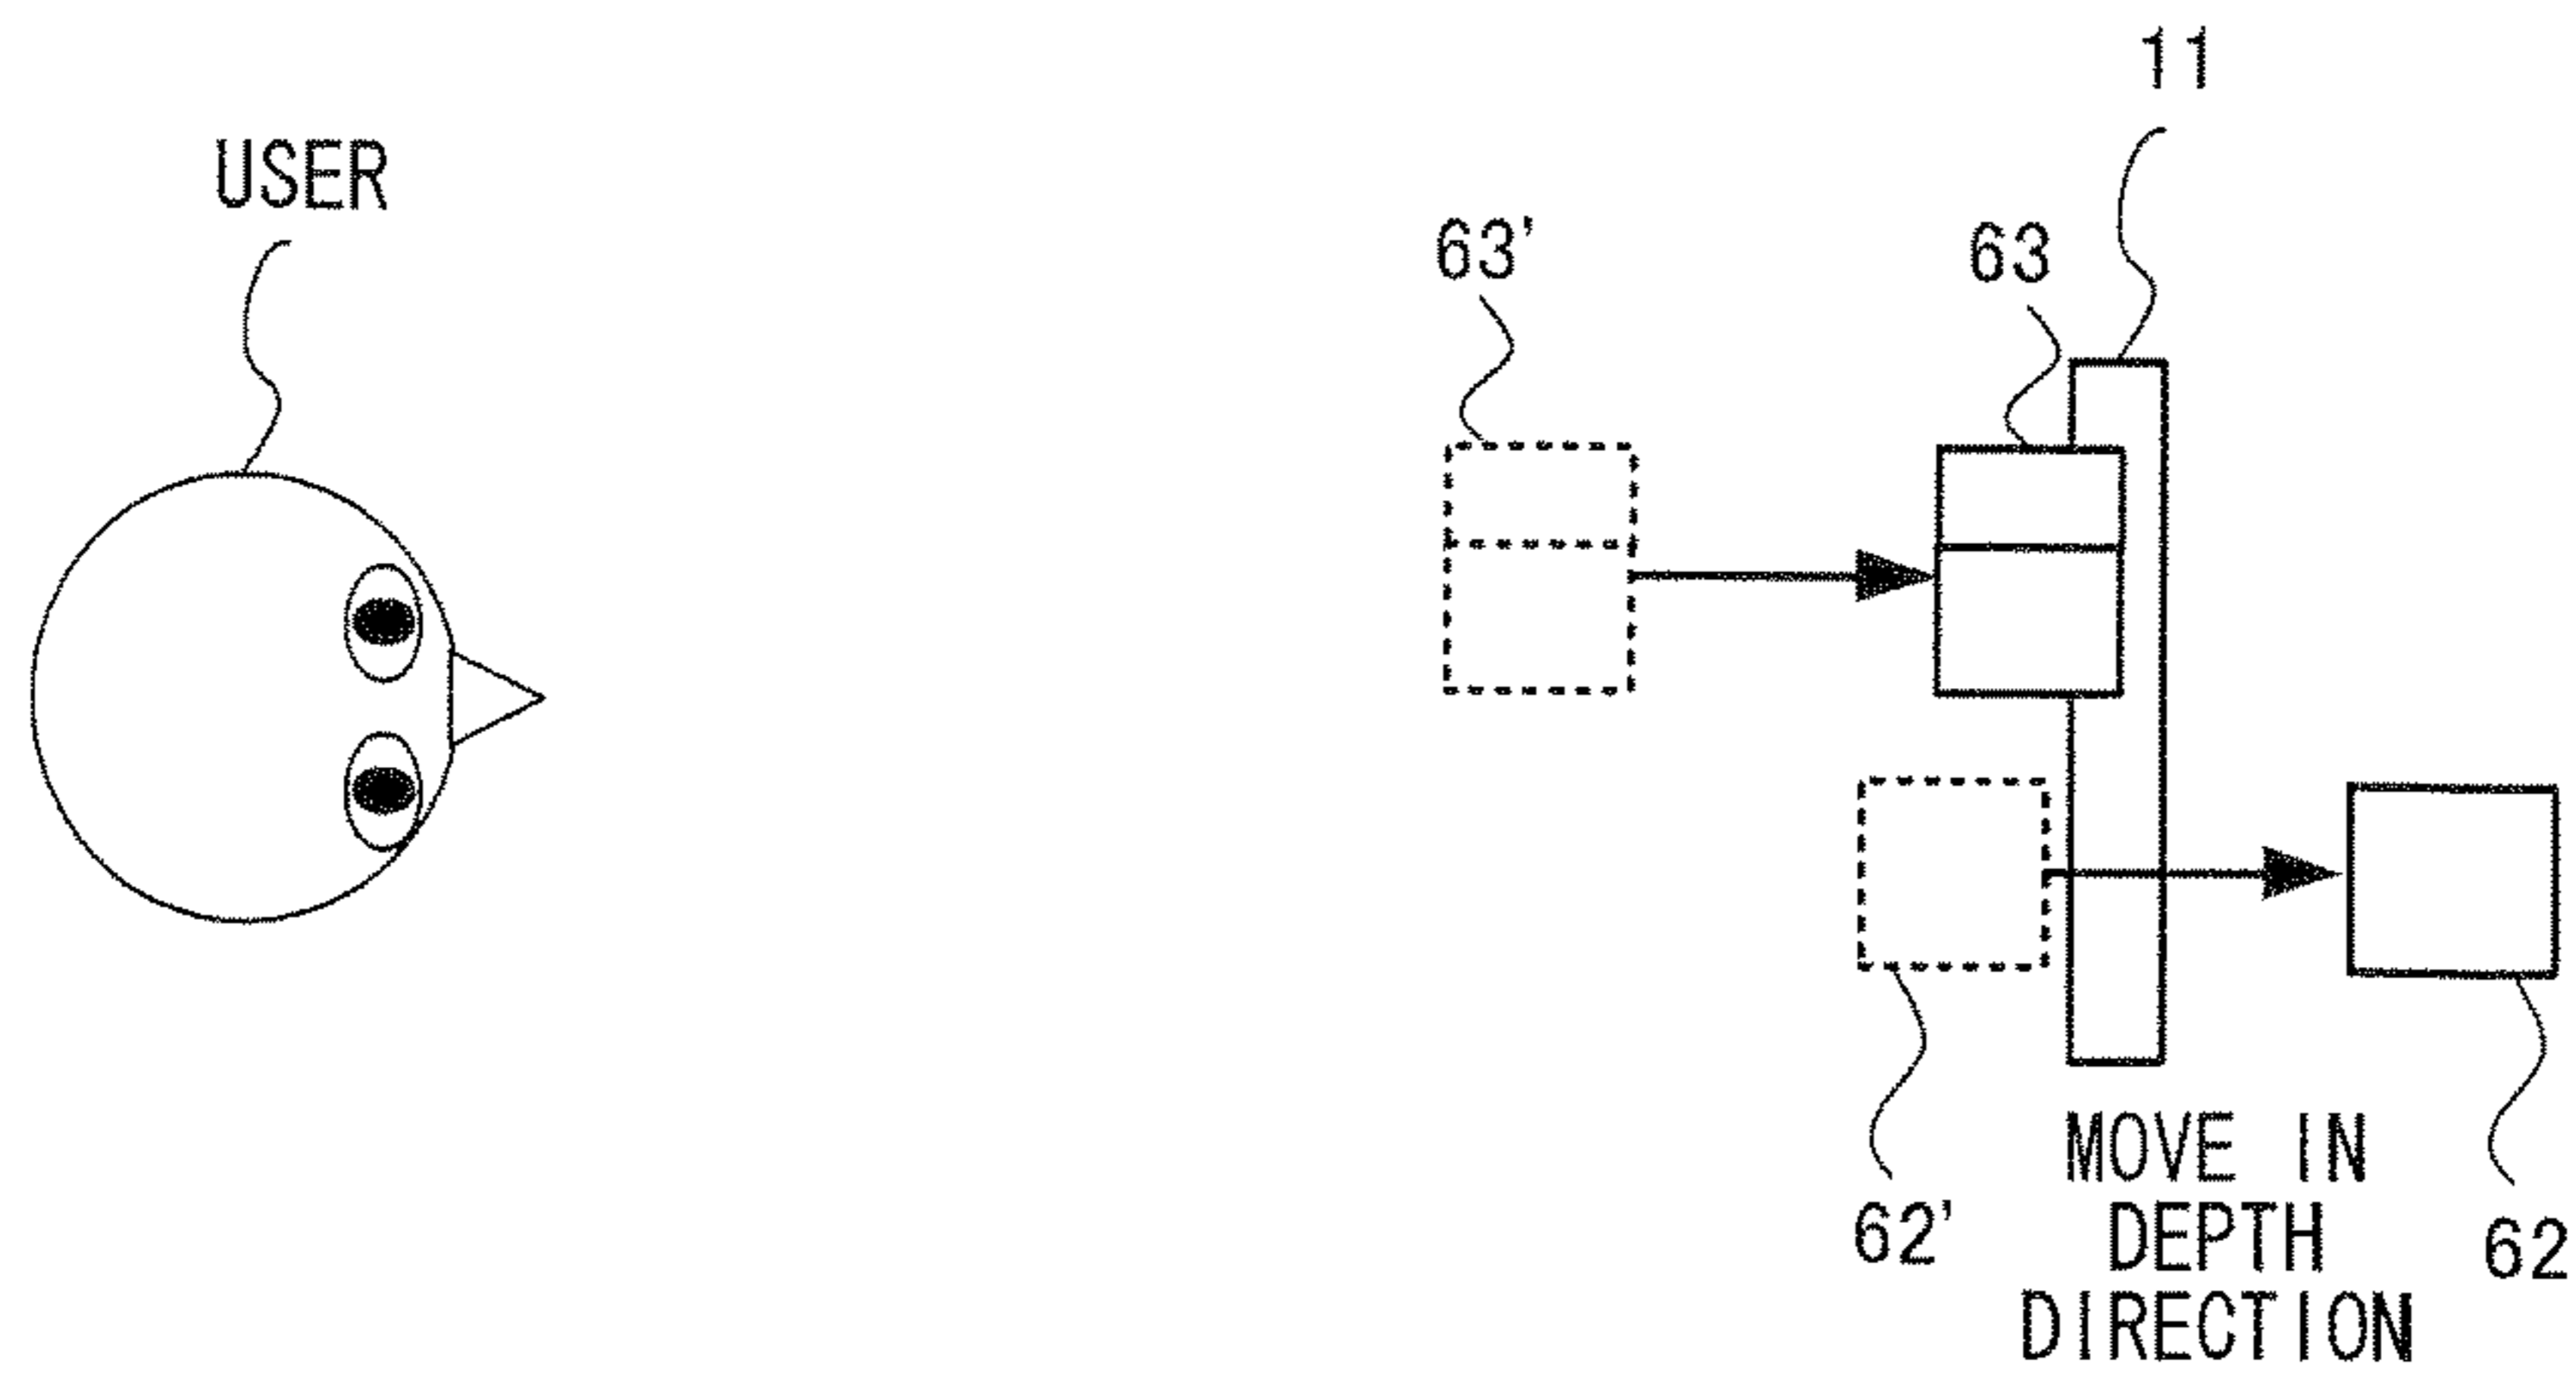 11
USER
63'
63
MOVE IN
DEPTH
DIRECTION
62'
62